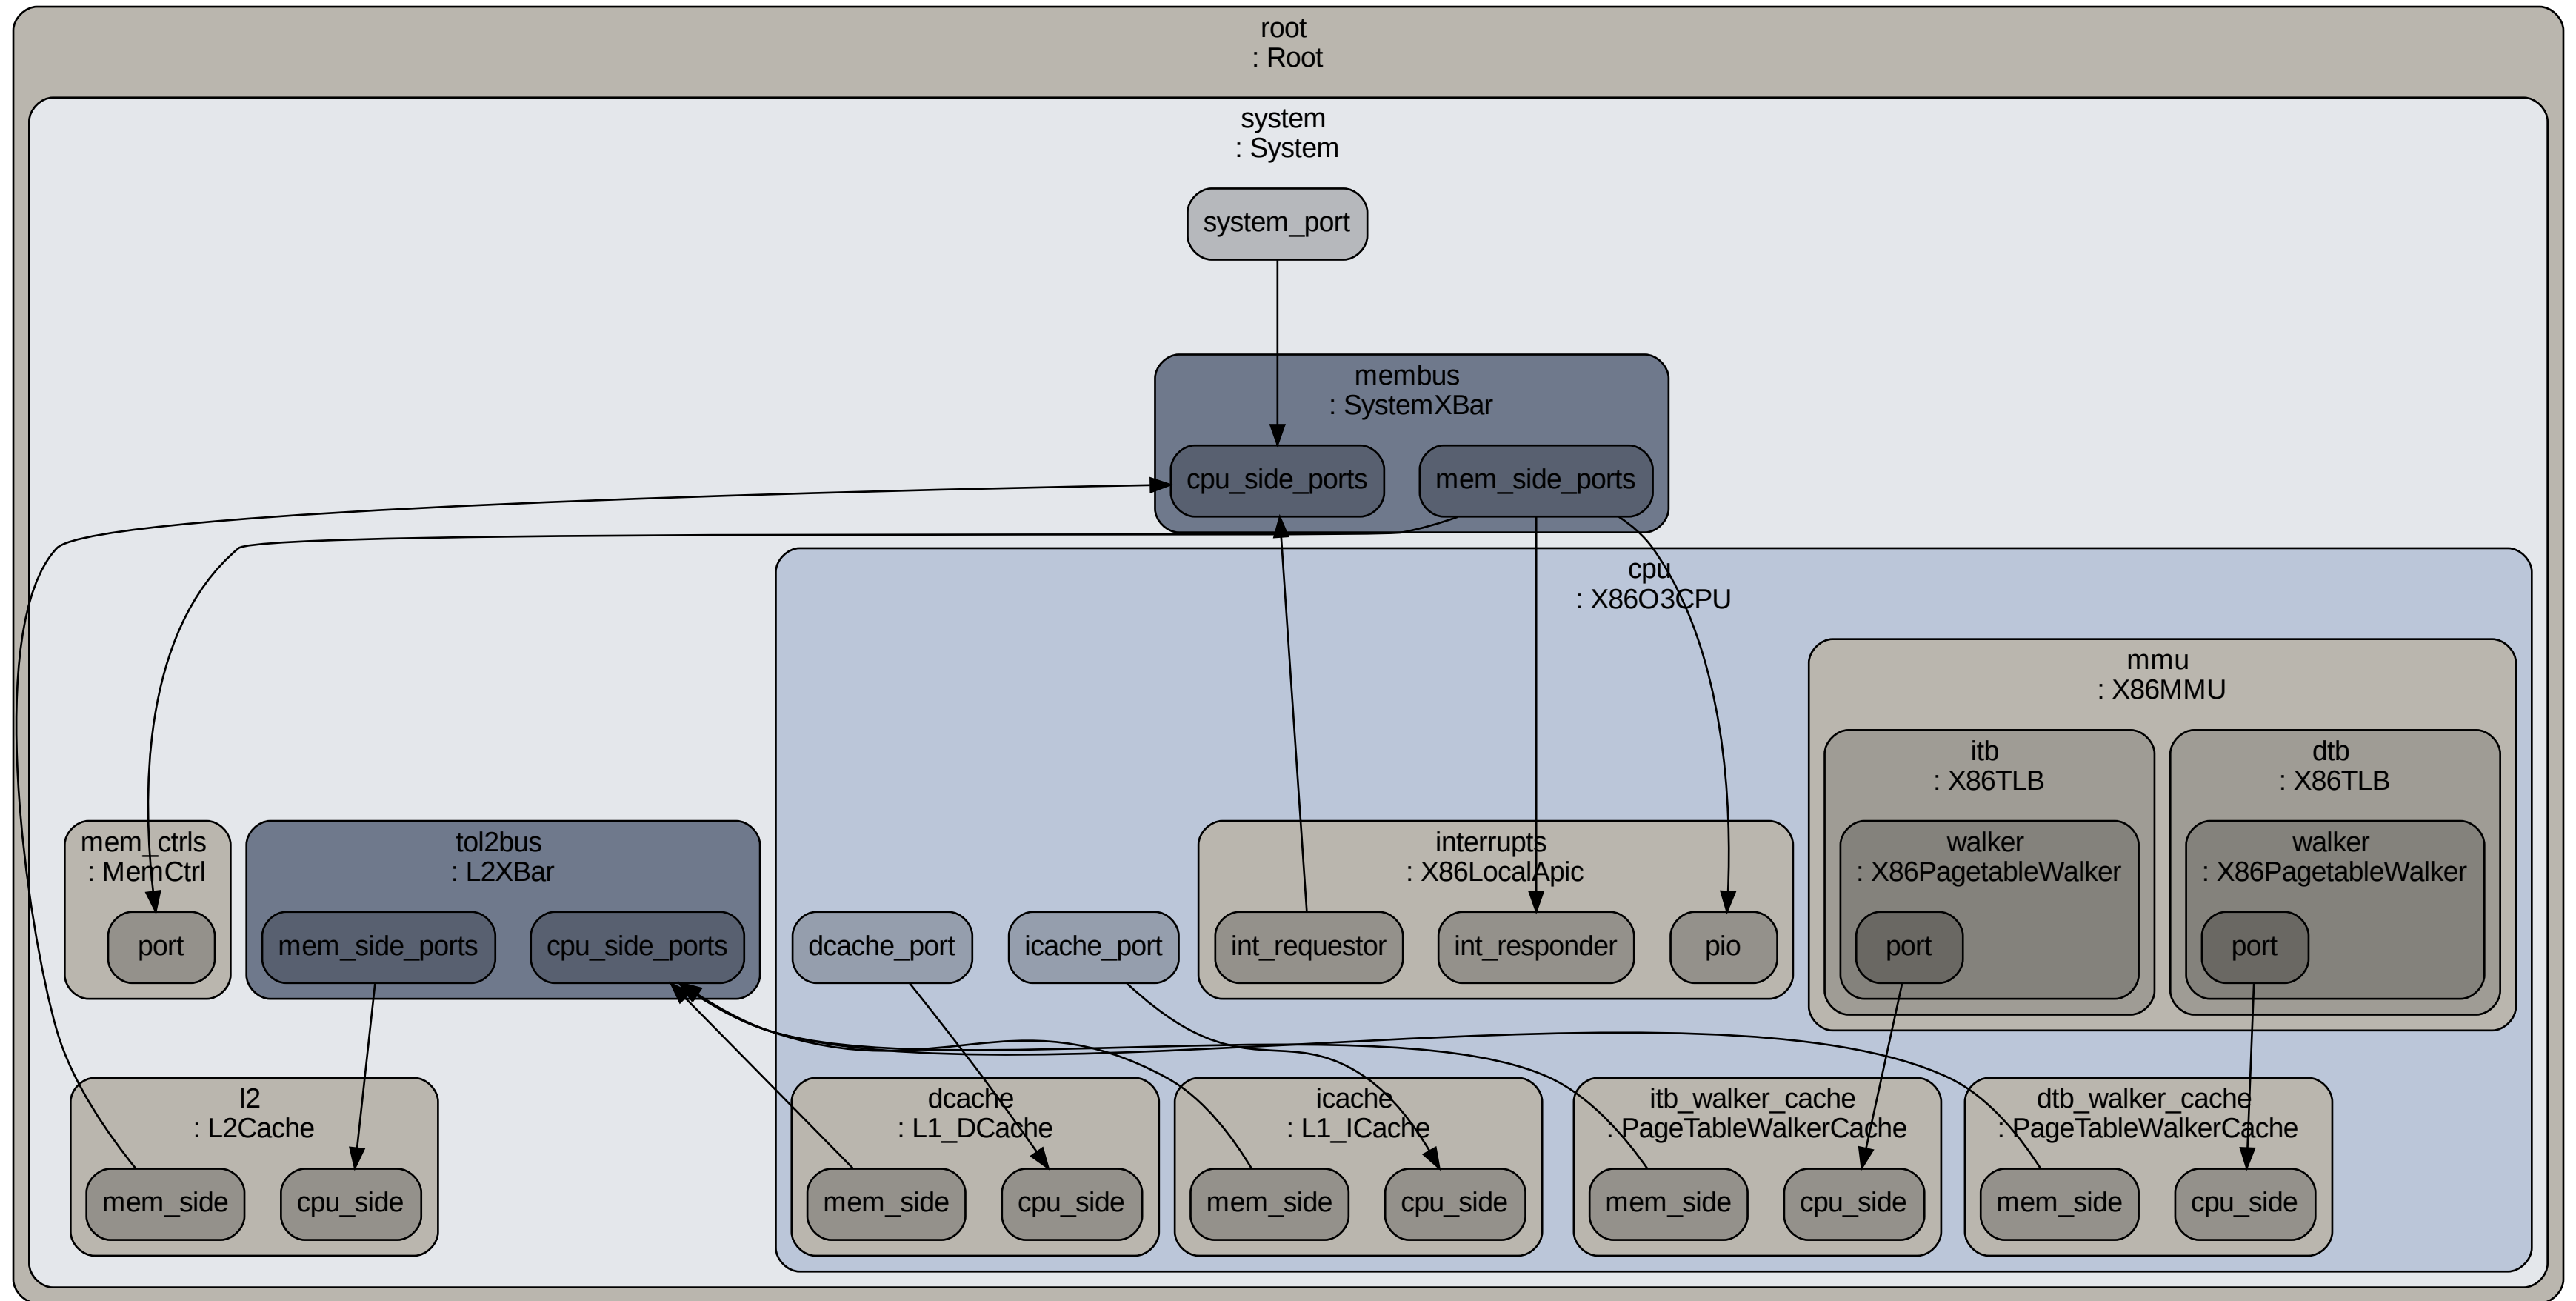 root
: Root
system
: System
system_port
membus
: SystemXBar
cpu_side_ports
mem_side_ports
cpu
: X86O3CPU
mmu
: X86MMU
itb
: X86TLB
dtb
: X86TLB
mem_ctrls
: MemCtrl
port
tol2bus
: L2XBar
mem_side_ports
cpu_side_ports
dcache_port
icache_port
interrupts
: X86LocalApic
int_requestor
int_responder
pio
walker
: X86PagetableWalker
port
walker
: X86PagetableWalker
port
l2
: L2Cache
mem_side
cpu_side
dcache
: L1_DCache
mem_side
cpu_side
icache
: L1_ICache
mem_side
cpu_side
itb_walker_cache
: PageTableWalkerCache
mem_side
cpu_side
dtb_walker_cache
: PageTableWalkerCache
mem_side
cpu_side